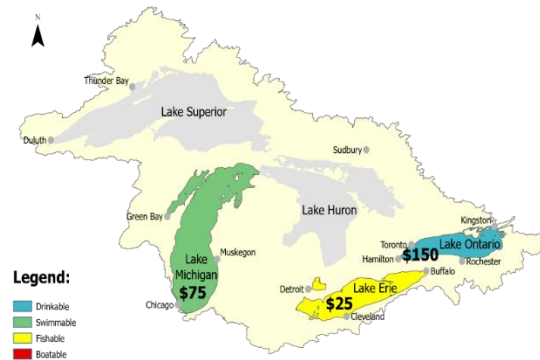 N
Thunder Bay
Lake Superior
Duluth
Sudbury
Green Bay
Lake Huron
Kingston
Toronto
Lake Ontario
Hamilton
$150
Rochester
Lake
Michigan
Muskegon
$75
Buffalo
Detroit
Lake Erie
$25
Chicago
Cleveland
Legend:
Drinkable
Swimmable
Fishable
Boatable